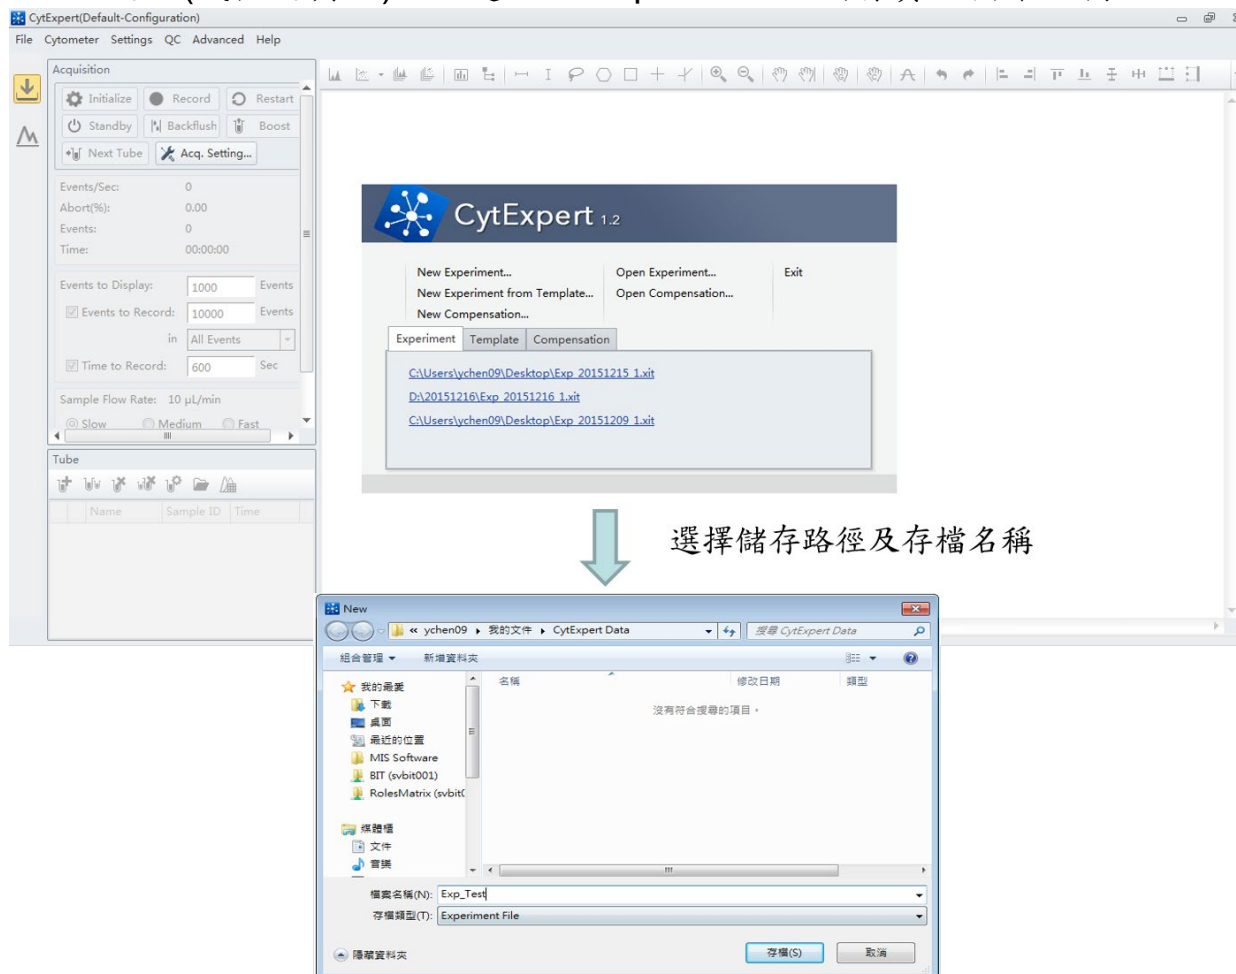 CytExpert(Default-Configuration)
File Cytometer Settings QC Advanced Help
Acquisition
Initialize Record Restart
Standby Backflush Boost
Next Tube Acq. Setting...
Events/Sec: 0
Abort(%): 0.00
Events: 0
Time: 00:00:00
Events to Display: 1000 Events
Events to Record: 10000 Events
in All Events
Time to Record: 600 Sec
Sample Flow Rate: 10 µL/min
Slow Medium Fast
Tube
Name Sample ID Time
CytExpert 1.2
New Experiment... Open Experiment... Exit
New Experiment from Template... Open Compensation...
New Compensation...
Experiment Template Compensation
C:\Users\ychen09\Desktop\Exp_20151215_1.xit
D:\20151216\Exp_20151216_1.xit
C:\Users\ychen09\Desktop\Exp_20151209_1.xit
選擇儲存路徑及存檔名稱
New
« ychen09 ▸ 我的文件 ▸ CytExpert Data 搜尋 CytExpert Data
組合管理 新增資料夾
名稱 修改日期 類型
沒有符合搜尋的項目。
我的最愛
下載
桌面
最近的位置
MIS Software
BIT (svbit001)
RolesMatrix (svbit
媒體櫃
文件
音樂
檔案名稱(N): Exp_Test
存檔類型(T): Experiment File
隱藏資料夾 存檔(S) 取消